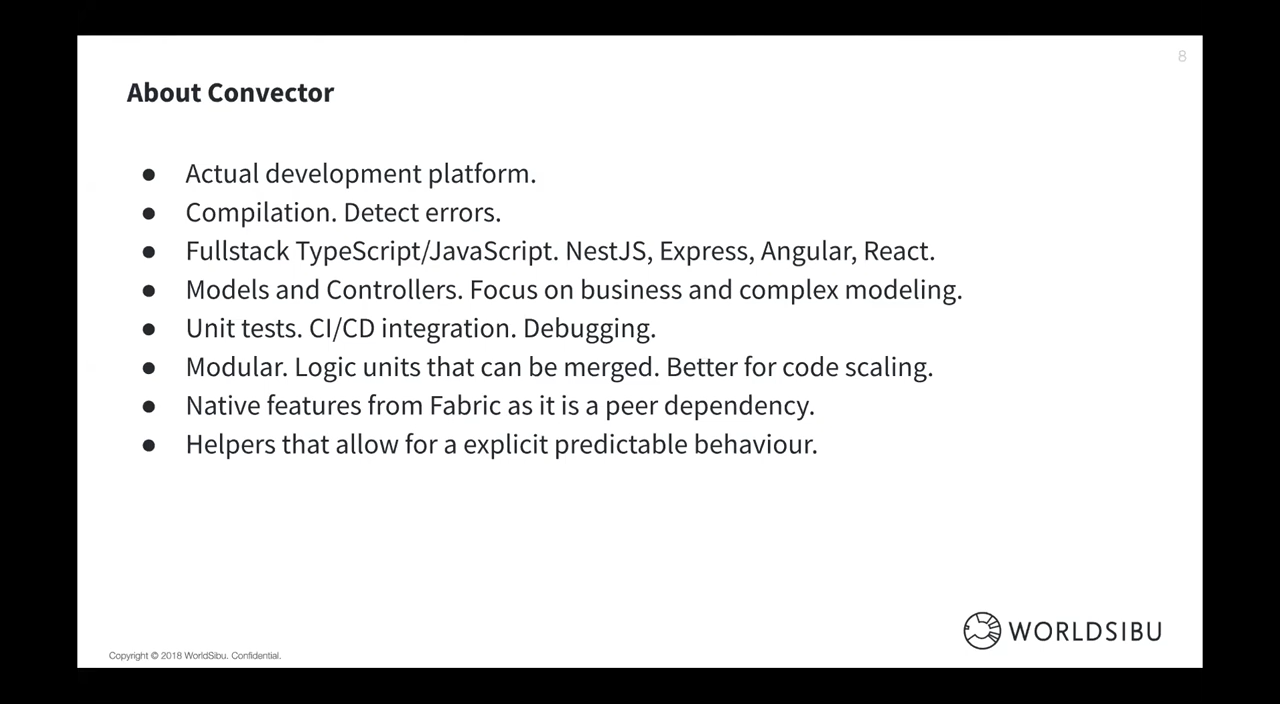 8
About Convector
● Actual development platform.
● Compilation. Detect errors.
● Fullstack TypeScript/JavaScript. NestJS, Express, Angular, React.
● Models and Controllers. Focus on business and complex modeling.
● Unit tests. CI/CD integration. Debugging.
● Modular. Logic units that can be merged. Better for code scaling.
● Native features from Fabric as it is a peer dependency.
● Helpers that allow for a explicit predictable behaviour.
WORLDSIBU
Copyright © 2018 WorldSibu. Confidential.